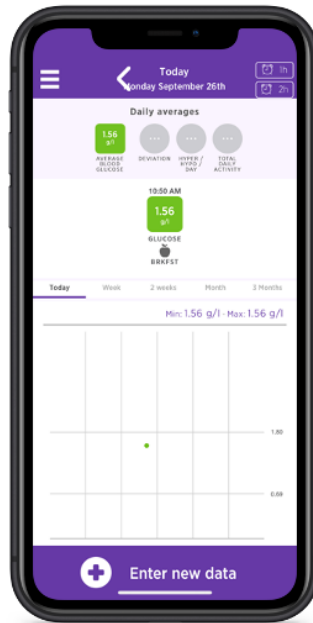 Today
Monday September 26th
1h
2h
Daily averages
1.56
g/l
AVERAGE
BLOOD
GLUCOSE
DEVIATION
HYPER /
HYPO /
DAY
TOTAL
DAILY
ACTIVITY
10:50 AM
1.56
g/l
GLUCOSE
BRKFST
Today Week 2 weeks Month 3 Months
Min: 1.56 g/l - Max: 1.56 g/l
1.80
0.69
Enter new data